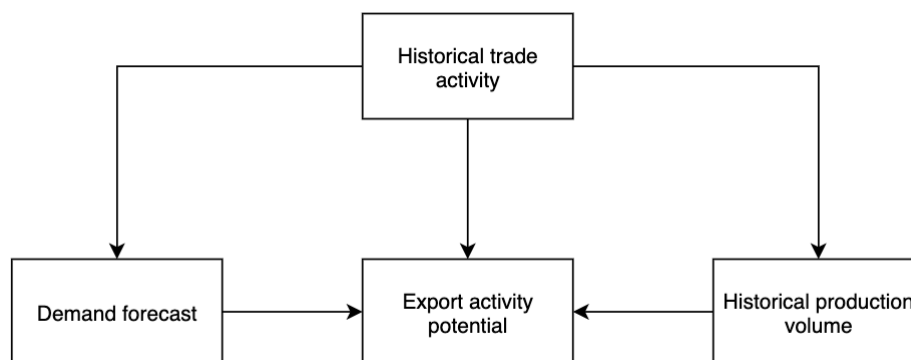 Historical trade
activity
Demand forecast
Export activity
potential
Historical production
volume